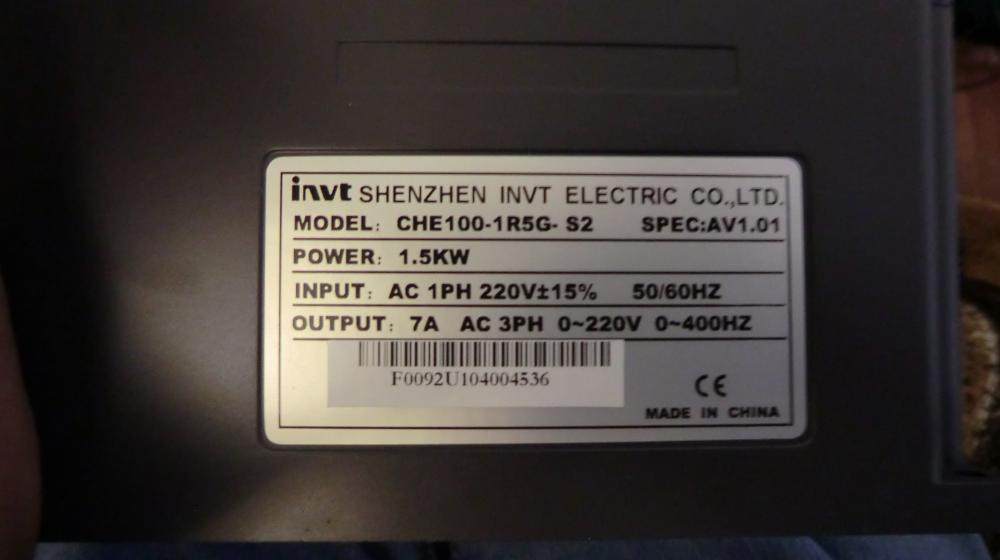 invt SHENZHEN INVT ELECTRIC CO.,LTD.
MODEL: CHE100-1R5G- S2 SPEC:AV1.01
POWER: 1.5KW
INPUT: AC 1PH 220V±15% 50/60HZ
OUTPUT: 7A AC 3PH 0~220V 0~400HZ
F0092U104004536
CE
MADE IN CHINA